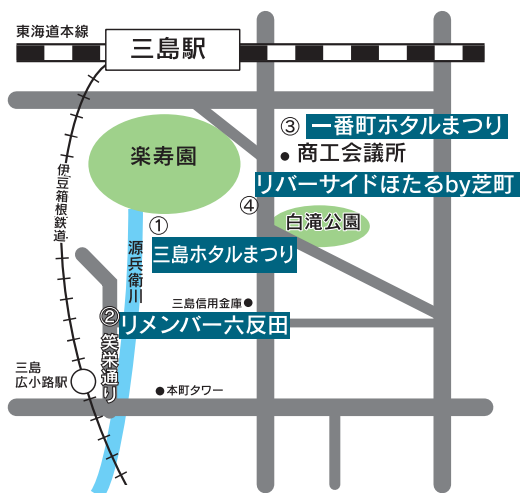 東海道本線
三島駅
③ 一番町ホタルまつり
商工会議所
楽寿園
リバーサイドほたるby芝町
④
白滝公園
①
三島ホタルまつり
伊豆箱根鉄道
源兵衛川
三島信用金庫
② リメンバー六反田
笑栄通り
三島
広小路駅
本町タワー